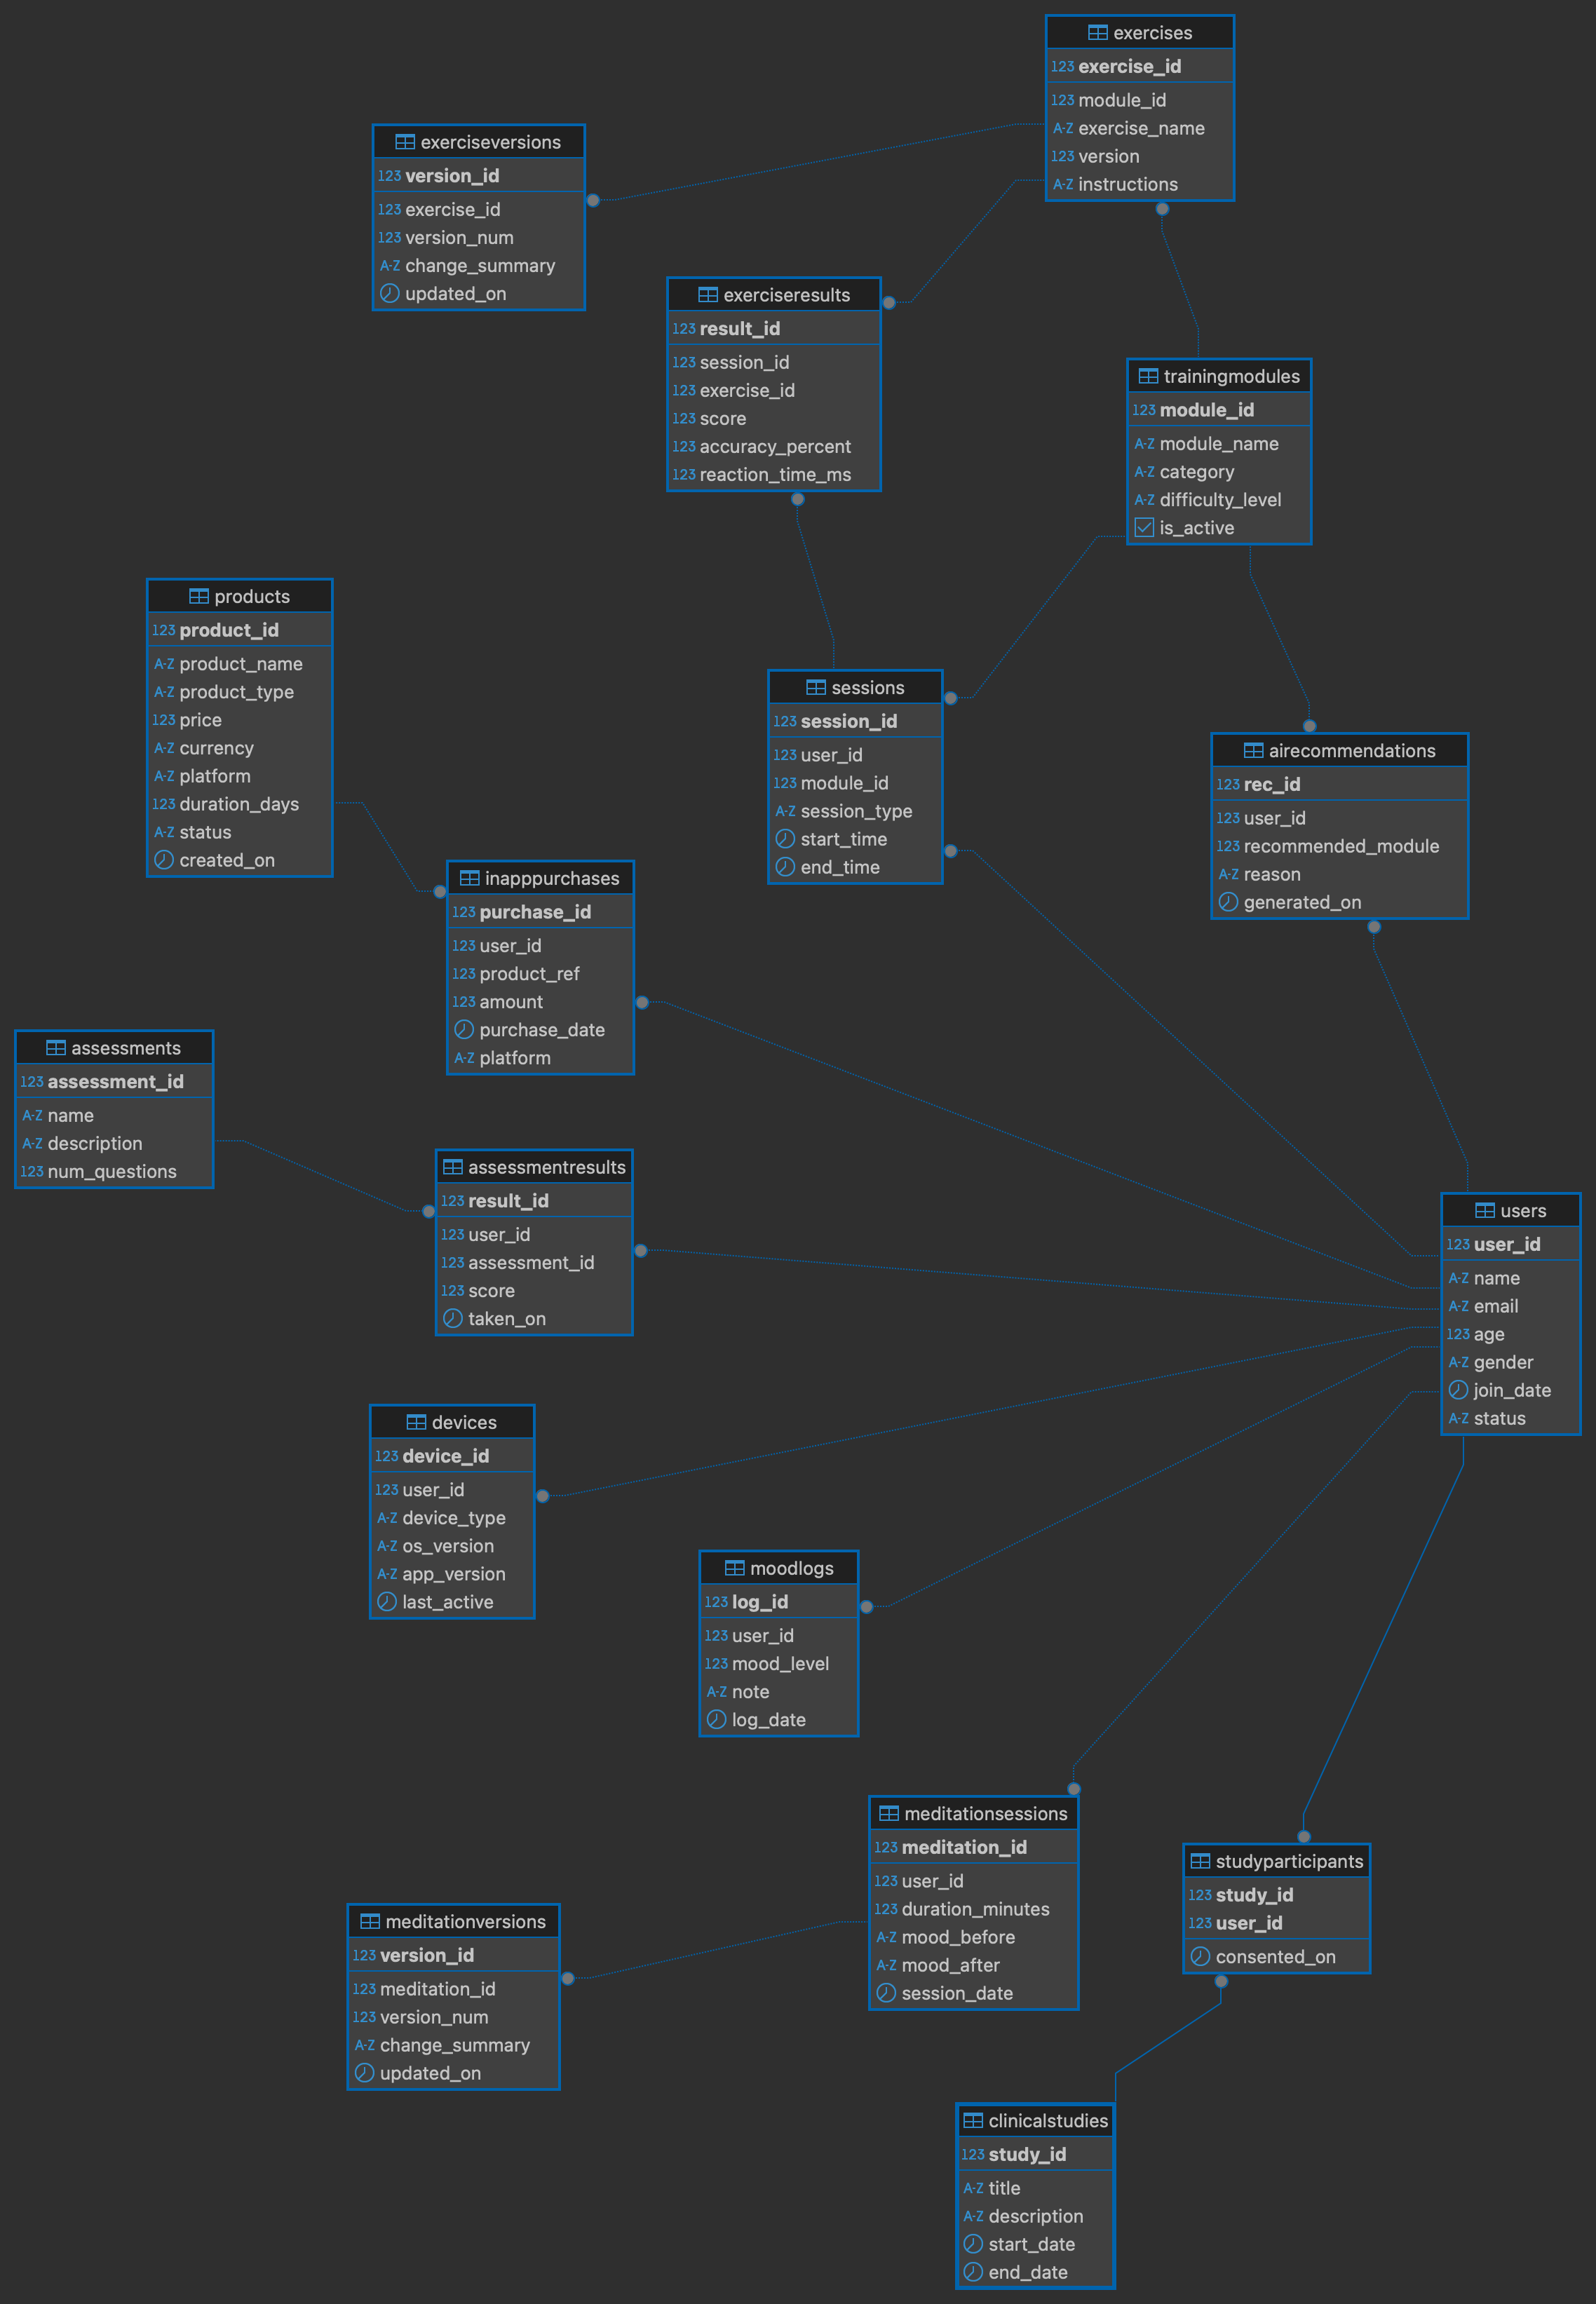 exercises
123 exercise_id
123 module_id
A-Z exercise_name
123 version
A-Z instructions
exerciseversions
123 version_id
123 exercise_id
123 version_num
A-Z change_summary
updated_on
exerciseresults
123 result_id
123 session_id
123 exercise_id
123 score
123 accuracy_percent
123 reaction_time_ms
trainingmodules
123 module_id
A-Z module_name
A-Z category
A-Z difficulty_level
is_active
products
123 product_id
A-Z product_name
A-Z product_type
123 price
A-Z currency
A-Z platform
123 duration_days
A-Z status
created_on
sessions
123 session_id
123 user_id
123 module_id
A-Z session_type
start_time
end_time
airecommendations
123 rec_id
123 user_id
123 recommended_module
A-Z reason
generated_on
inapppurchases
123 purchase_id
123 user_id
123 product_ref
123 amount
purchase_date
A-Z platform
assessments
123 assessment_id
A-Z name
A-Z description
123 num_questions
assessmentresults
123 result_id
123 user_id
123 assessment_id
123 score
taken_on
users
123 user_id
A-Z name
A-Z email
123 age
A-Z gender
join_date
A-Z status
devices
123 device_id
123 user_id
A-Z device_type
A-Z os_version
A-Z app_version
last_active
moodlogs
123 log_id
123 user_id
123 mood_level
A-Z note
log_date
meditationsessions
123 meditation_id
123 user_id
123 duration_minutes
A-Z mood_before
A-Z mood_after
session_date
studyparticipants
123 study_id
123 user_id
consented_on
meditationversions
123 version_id
123 meditation_id
123 version_num
A-Z change_summary
updated_on
clinicalstudies
123 study_id
A-Z title
A-Z description
start_date
end_date